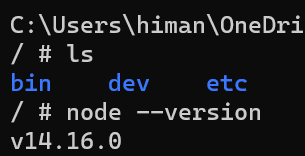 C:\Users\himan\OneDri
/ # ls
bin    dev    etc
/ # node --version
v14.16.0